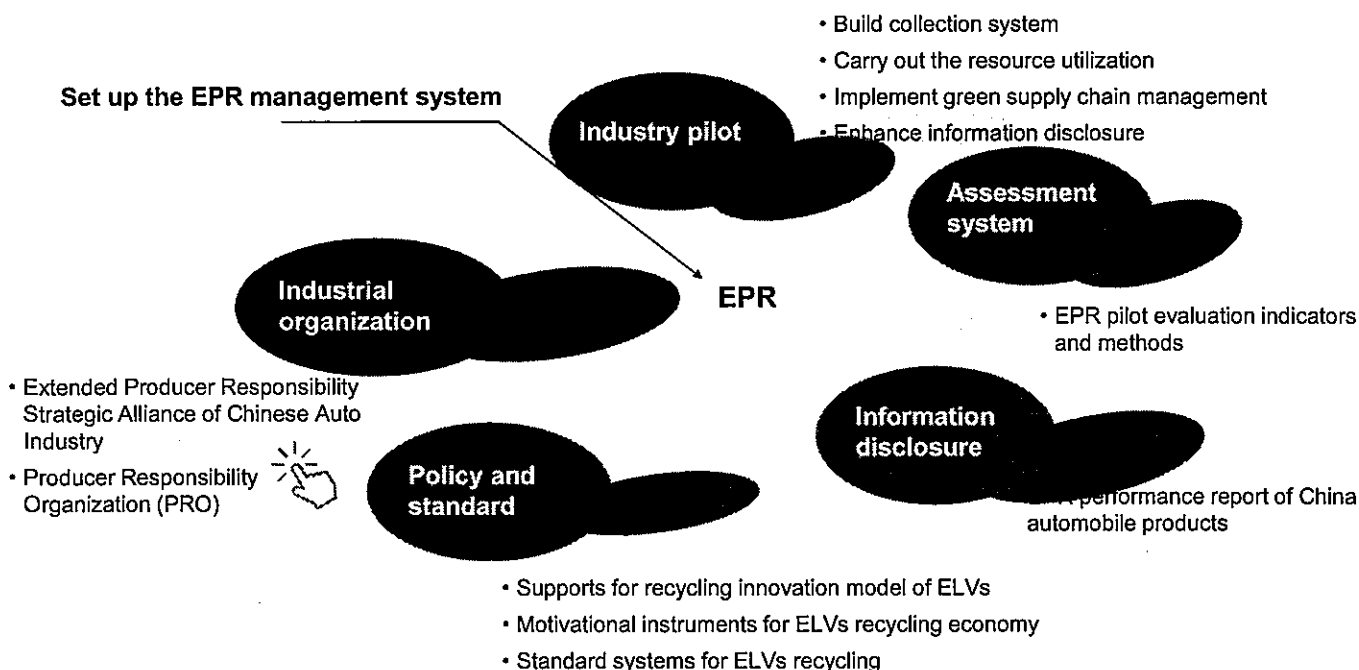 Set up the EPR management system
Industry pilot
• Build collection system
• Carry out the resource utilization
• Implement green supply chain management
• Enhance information disclosure
Assessment
system
• EPR pilot evaluation indicators
and methods
Industrial
organization
EPR
• Extended Producer Responsibility
Strategic Alliance of Chinese Auto
Industry
• Producer Responsibility
Organization (PRO)
Information
disclosure
performance report of China
automobile products
Policy and
standard
• Supports for recycling innovation model of ELVs
• Motivational instruments for ELVs recycling economy
• Standard systems for ELVs recycling